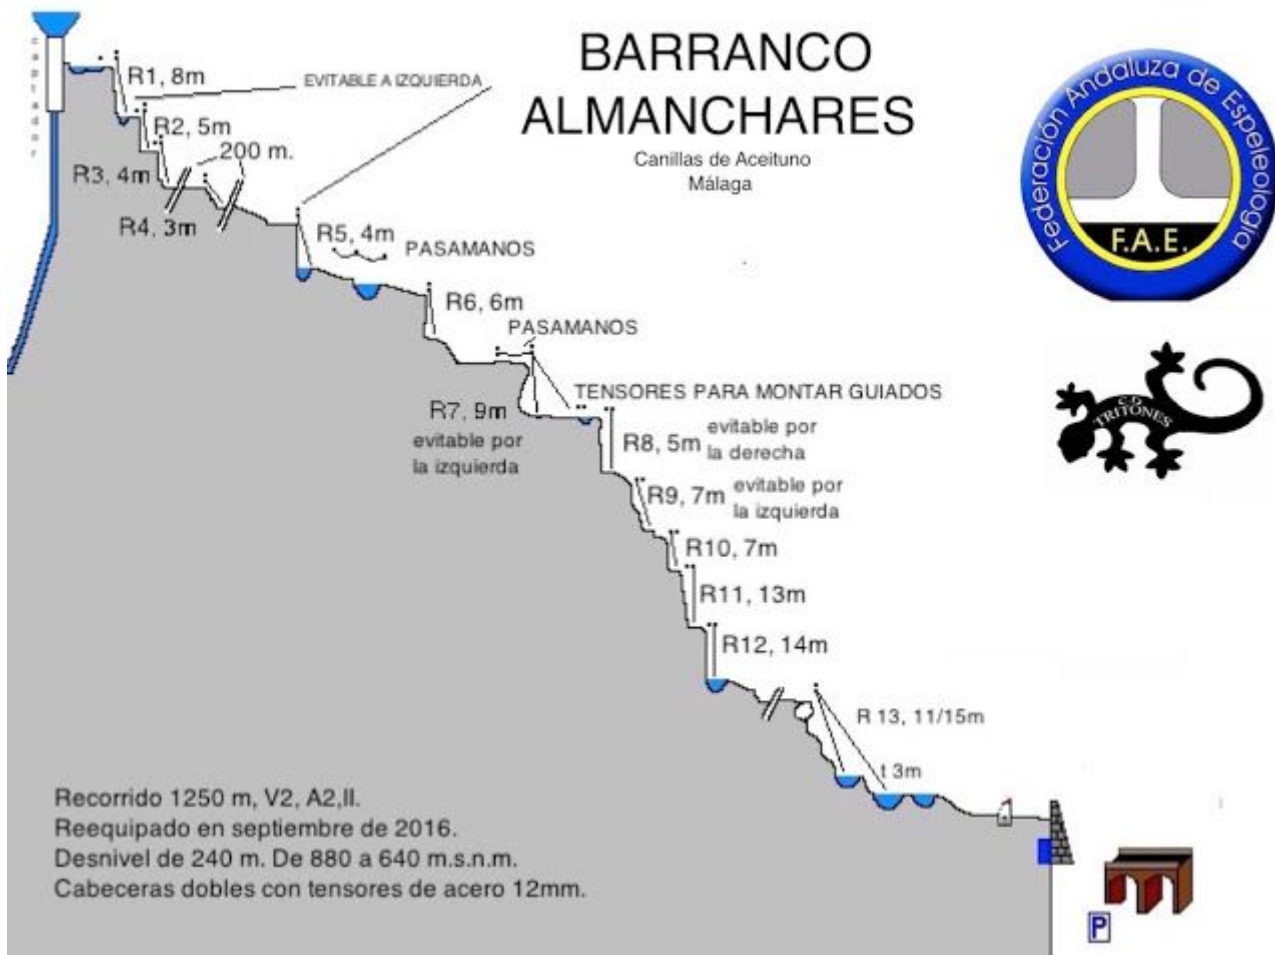 BARRANCO
ALMANCHARES
Canillas de Aceituno
Málaga
Federación Andaluza de Espeleología
F.A.E.
C.D.
TRITONES
captador
R1, 8m
EVITABLE A IZQUIERDA
R2, 5m
200 m.
R3, 4m
R4, 3m
R5, 4m
PASAMANOS
R6, 6m
PASAMANOS
TENSORES PARA MONTAR GUIADOS
R7, 9m
evitable por
la izquierda
R8, 5m
evitable por
la derecha
R9, 7m
evitable por
la izquierda
R10, 7m
R11, 13m
R12, 14m
R 13, 11/15m
t 3m
Recorrido 1250 m, V2, A2,II.
Reequipado en septiembre de 2016.
Desnivel de 240 m. De 880 a 640 m.s.n.m.
Cabeceras dobles con tensores de acero 12mm.
P